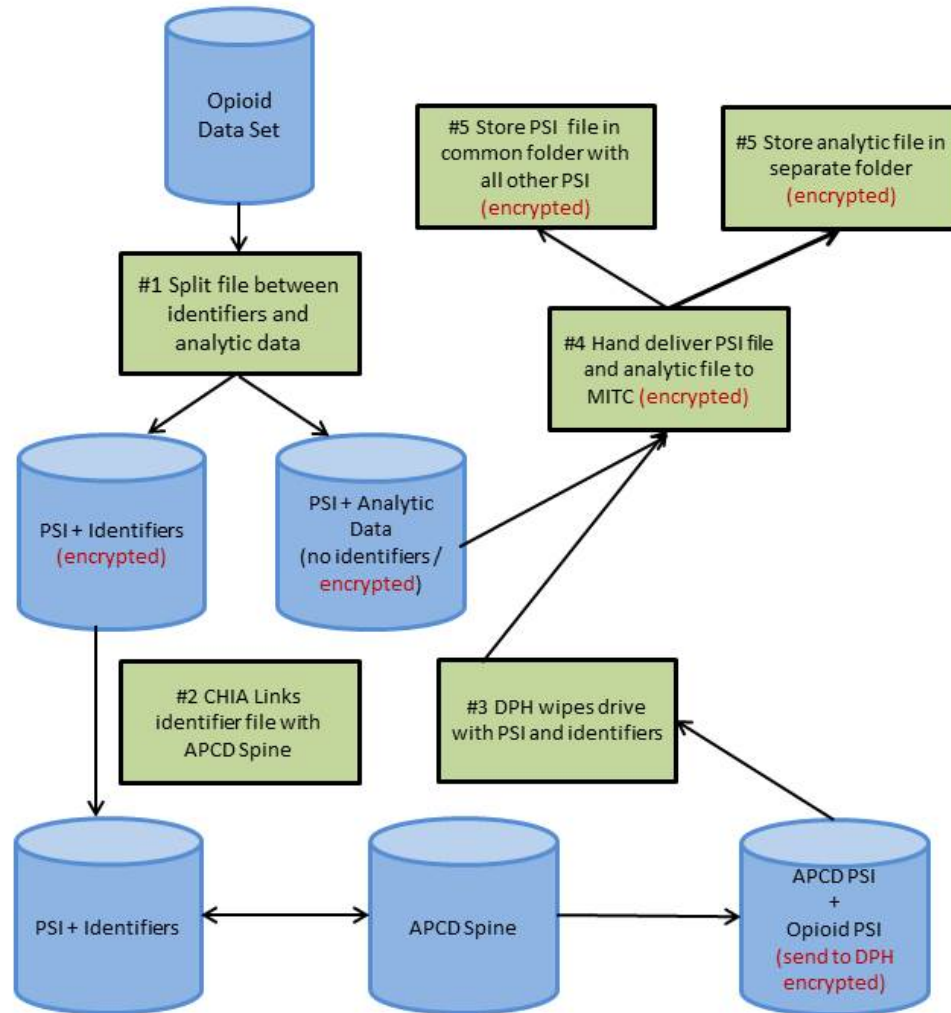 Opioid
Data Set
#1 Split file between
identifiers and
analytic data
PSI + Identifiers
(encrypted)
PSI + Analytic
Data
(no identifiers /
encrypted)
#2 CHIA Links
identifier file with
APCD Spine
PSI + Identifiers
APCD Spine
APCD PSI
+
Opioid PSI
(send to DPH
encrypted)
#3 DPH wipes drive
with PSI and identifiers
#4 Hand deliver PSI file
and analytic file to
MITC (encrypted)
#5 Store PSI file in
common folder with
all other PSI
(encrypted)
#5 Store analytic file in
separate folder
(encrypted)